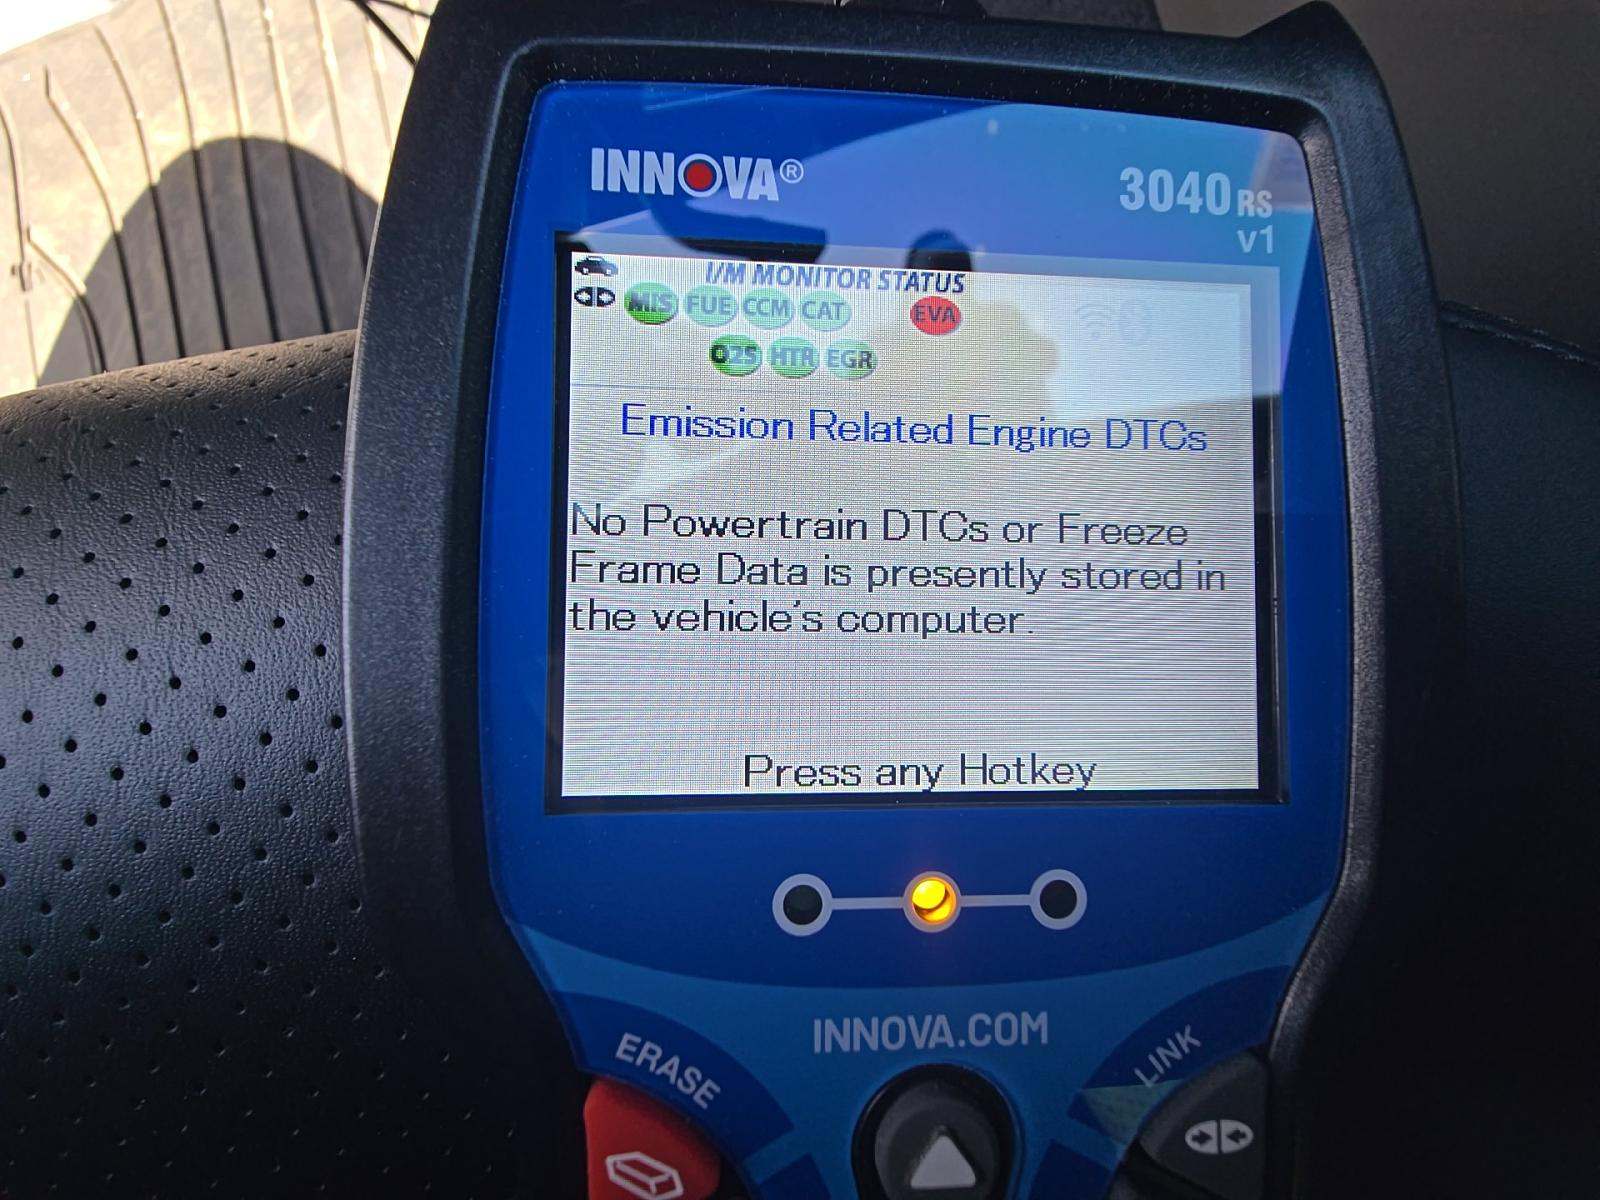 INNOVA®
3040RS
v1
I/M MONITOR STATUS
MIS FUE CCM CAT EVA
O2S HTR EGR
Emission Related Engine DTCs
No Powertrain DTCs or Freeze
Frame Data is presently stored in
the vehicle's computer.
Press any Hotkey
INNOVA.COM
ERASE
LINK